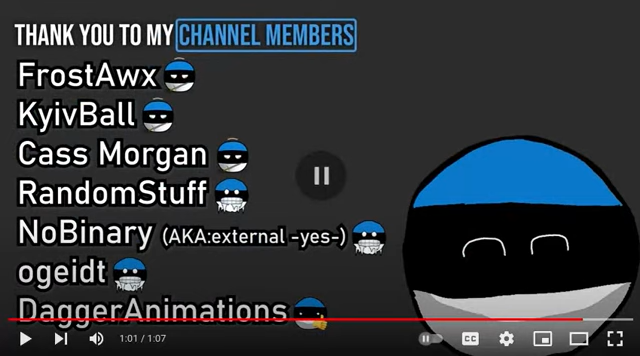 THANK YOU TO MY CHANNEL MEMBERS
FrostAwx
KyivBall
Cass Morgan
RandomStuff
NoBinary (AKA:external -yes-)
ogeidt
DaggerAnimations
1:01 / 1:07
CC